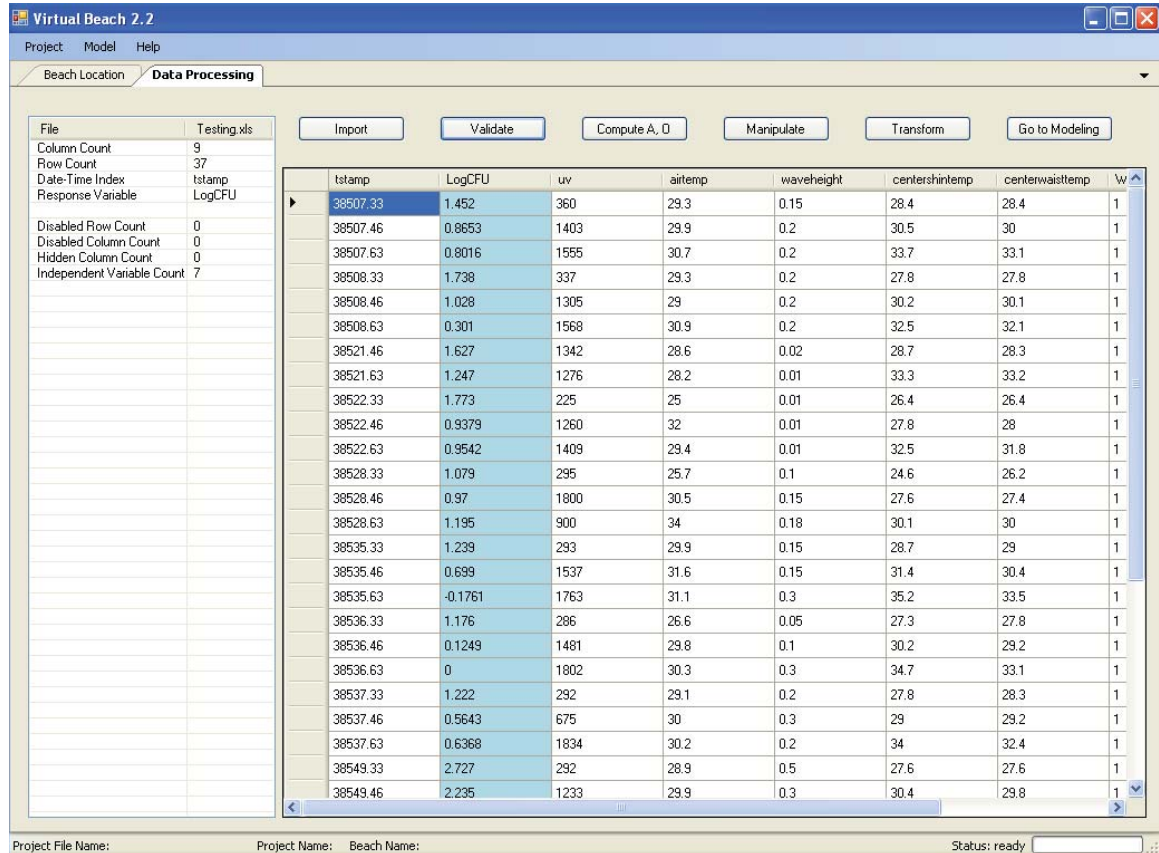 Virtual Beach 2.2
Project Model Help
Beach Location Data Processing
File Testing.xls
Column Count 9
Row Count 37
Date-Time Index tstamp
Response Variable LogCFU
Disabled Row Count 0
Disabled Column Count 0
Hidden Column Count 0
Independent Variable Count 7
Import Validate Compute A, O Manipulate Transform Go to Modeling
tstamp LogCFU uv airtemp waveheight centershintemp centerwaisttemp W
38507.33 1.452 360 29.3 0.15 28.4 28.4 1
38507.46 0.8653 1403 29.9 0.2 30.5 30 1
38507.63 0.8016 1555 30.7 0.2 33.7 33.1 1
38508.33 1.738 337 29.3 0.2 27.8 27.8 1
38508.46 1.028 1305 29 0.2 30.2 30.1 1
38508.63 0.301 1568 30.9 0.2 32.5 32.1 1
38521.46 1.627 1342 28.6 0.02 28.7 28.3 1
38521.63 1.247 1276 28.2 0.01 33.3 33.2 1
38522.33 1.773 225 25 0.01 26.4 26.4 1
38522.46 0.9379 1260 32 0.01 27.8 28 1
38522.63 0.9542 1409 29.4 0.01 32.5 31.8 1
38528.33 1.079 295 25.7 0.1 24.6 26.2 1
38528.46 0.97 1800 30.5 0.15 27.6 27.4 1
38528.63 1.195 900 34 0.18 30.1 30 1
38535.33 1.239 293 29.9 0.15 28.7 29 1
38535.46 0.699 1537 31.6 0.15 31.4 30.4 1
38535.63 -0.1761 1763 31.1 0.3 35.2 33.5 1
38536.33 1.176 286 26.6 0.05 27.3 27.8 1
38536.46 0.1249 1481 29.8 0.1 30.2 29.2 1
38536.63 0 1802 30.3 0.3 34.7 33.1 1
38537.33 1.222 292 29.1 0.2 27.8 28.3 1
38537.46 0.5643 675 30 0.3 29 29.2 1
38537.63 0.6368 1834 30.2 0.2 34 32.4 1
38549.33 2.727 292 28.9 0.5 27.6 27.6 1
38549.46 2.235 1233 29.9 0.3 30.4 29.8 1
Project File Name: Project Name: Beach Name: Status: ready